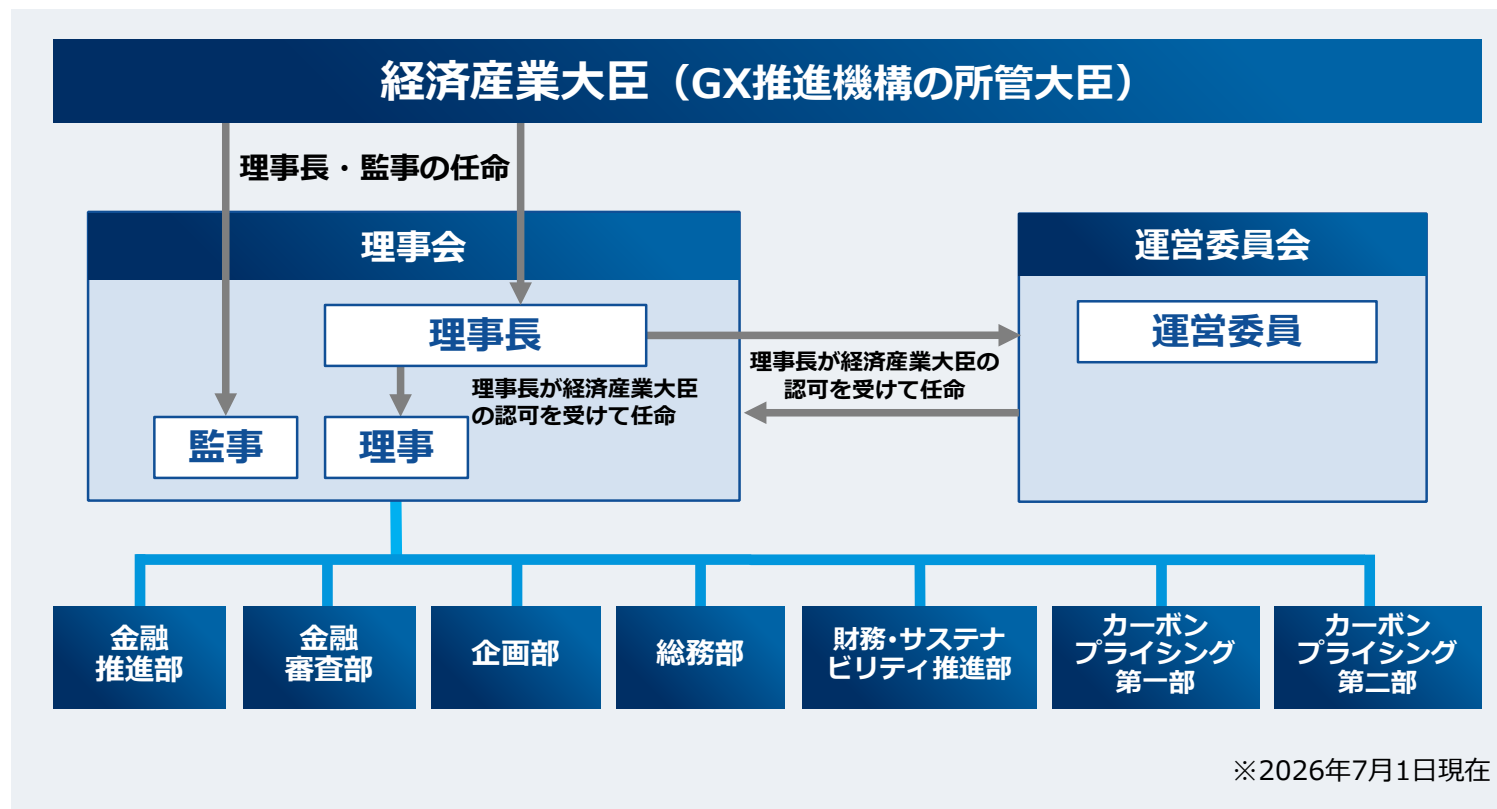 経済産業大臣（GX推進機構の所管大臣）
理事長・監事の任命
理事会
運営委員会
理事長
運営委員
理事長が経済産業大臣
の認可を受けて任命
理事長が経済産業大臣の
認可を受けて任命
監事
理事
金融
推進部
金融
審査部
企画部
総務部
財務・サステナ
ビリティ推進部
カーボン
プライシング
第一部
カーボン
プライシング
第二部
※2026年7月1日現在